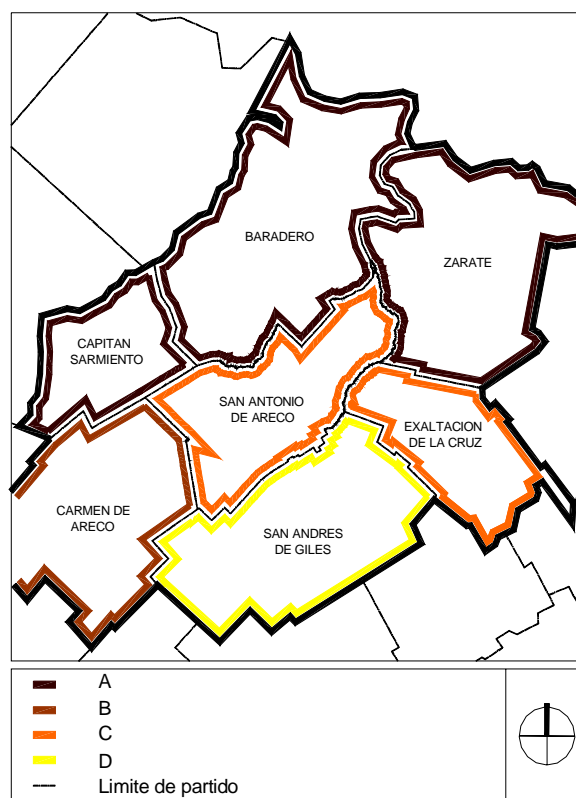 BARADERO
ZARATE
CAPITAN
SARMIENTO
SAN ANTONIO
DE ARECO
EXALTACION
DE LA CRUZ
CARMEN DE
ARECO
SAN ANDRES
DE GILES
A
B
C
D
Limite de partido